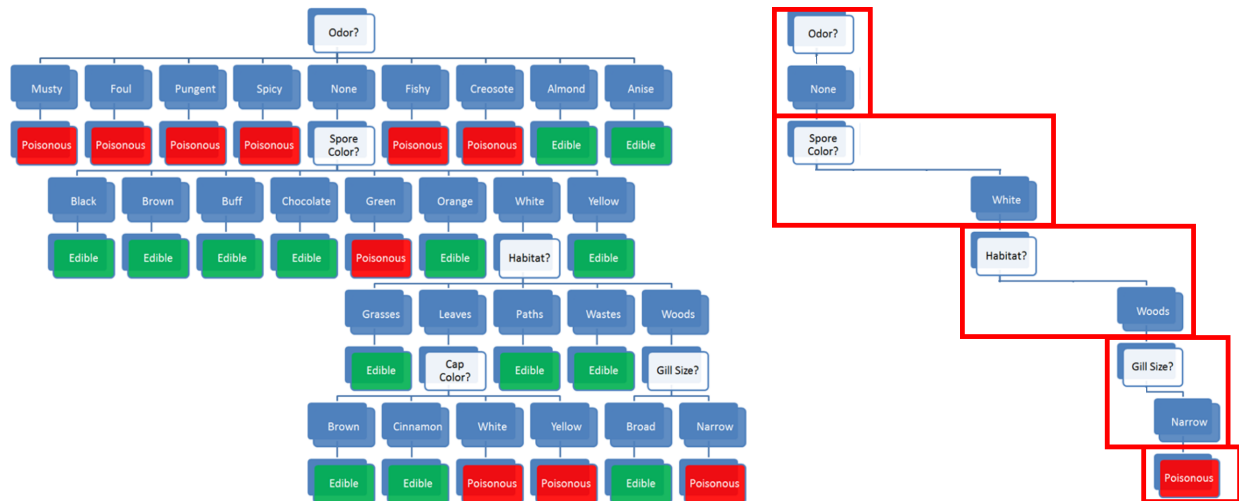 Odor?
Musty Foul Pungent Spicy None Fishy Creosote Almond Anise
Poisonous Poisonous Poisonous Poisonous Spore Color? Poisonous Poisonous Edible Edible
Black Brown Buff Chocolate Green Orange White Yellow
Edible Edible Edible Edible Poisonous Edible Habitat? Edible
Grasses Leaves Paths Wastes Woods
Edible Cap Color? Edible Edible Gill Size?
Brown Cinnamon White Yellow Broad Narrow
Edible Edible Poisonous Poisonous Edible Poisonous
Odor?
None
Spore
Color?
White
Habitat?
Woods
Gill Size?
Narrow
Poisonous